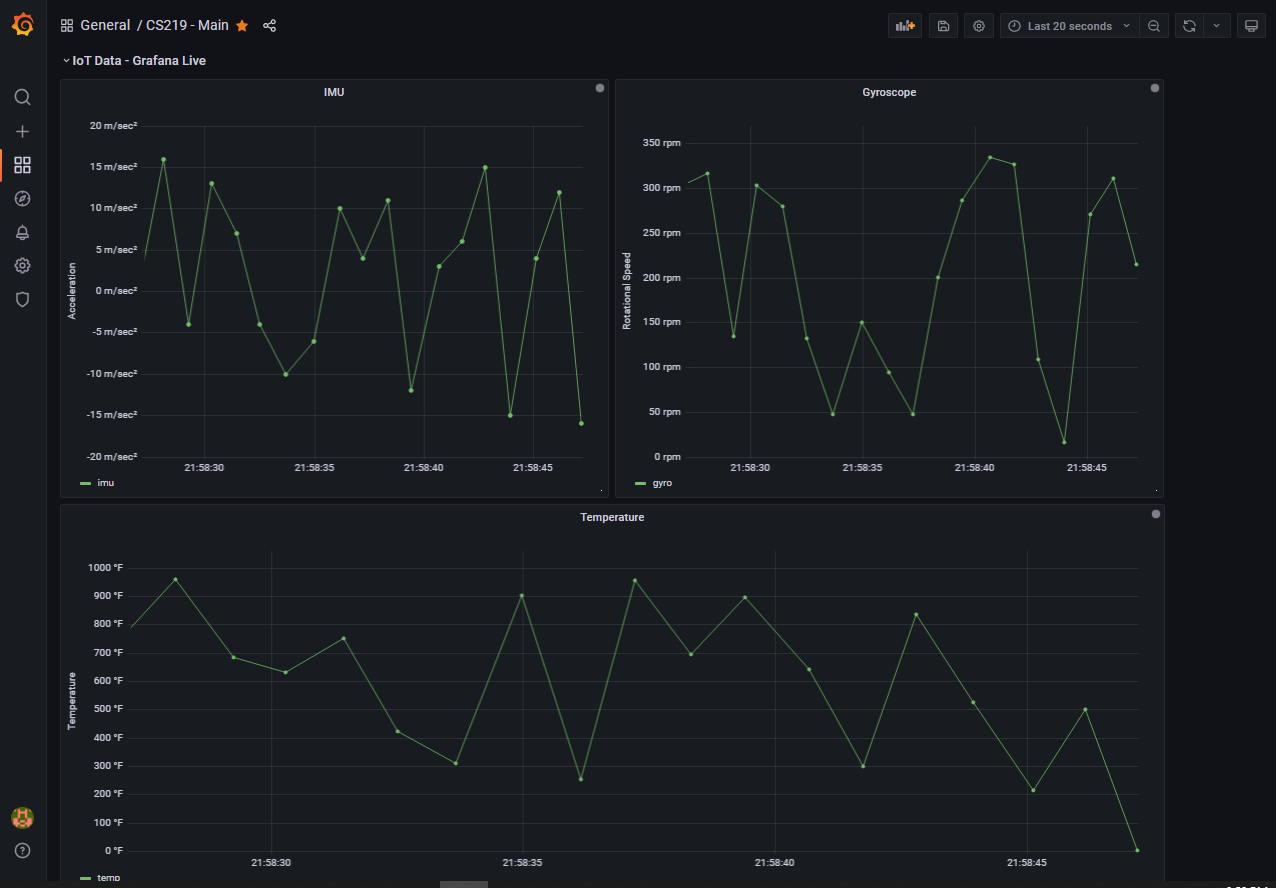 General / CS219 - Main
Last 20 seconds
IoT Data - Grafana Live
IMU
20 m/sec²
15 m/sec²
10 m/sec²
5 m/sec²
0 m/sec²
-5 m/sec²
-10 m/sec²
-15 m/sec²
-20 m/sec²
Acceleration
21:58:30 21:58:35 21:58:40 21:58:45
imu
Gyroscope
350 rpm
300 rpm
250 rpm
200 rpm
150 rpm
100 rpm
50 rpm
0 rpm
Rotational Speed
21:58:30 21:58:35 21:58:40 21:58:45
gyro
Temperature
1000 °F
900 °F
800 °F
700 °F
600 °F
500 °F
400 °F
300 °F
200 °F
100 °F
0 °F
Temperature
21:58:30 21:58:35 21:58:40 21:58:45
temp